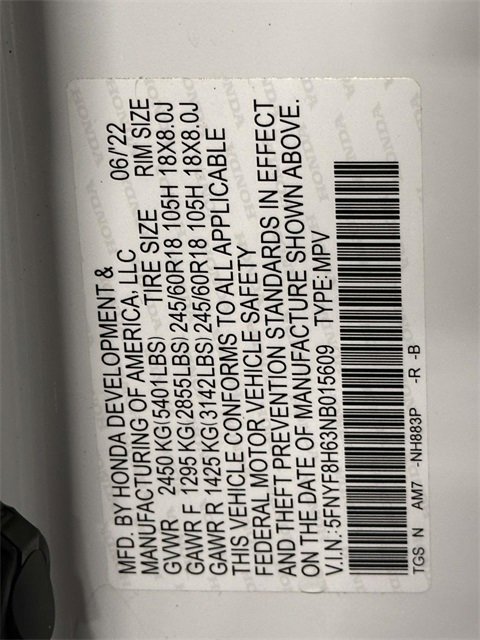 MFD. BY HONDA DEVELOPMENT & 06/'22
MANUFACTURING OF AMERICA, LLC
TIRE SIZE RIM SIZE
GVWR 2450 KG(5401LBS)
GAWR F 1295 KG(2855LBS) 245/60R18 105H 18X8.0J
GAWR R 1425 KG(3142LBS) 245/60R18 105H 18X8.0J
THIS VEHICLE CONFORMS TO ALL APPLICABLE
FEDERAL MOTOR VEHICLE SAFETY
AND THEFT PREVENTION STANDARDS IN EFFECT
ON THE DATE OF MANUFACTURE SHOWN ABOVE.
V.I.N.: 5FNYF8H63NB015609 TYPE: MPV
TGS N AM7 -NH883P -R -B